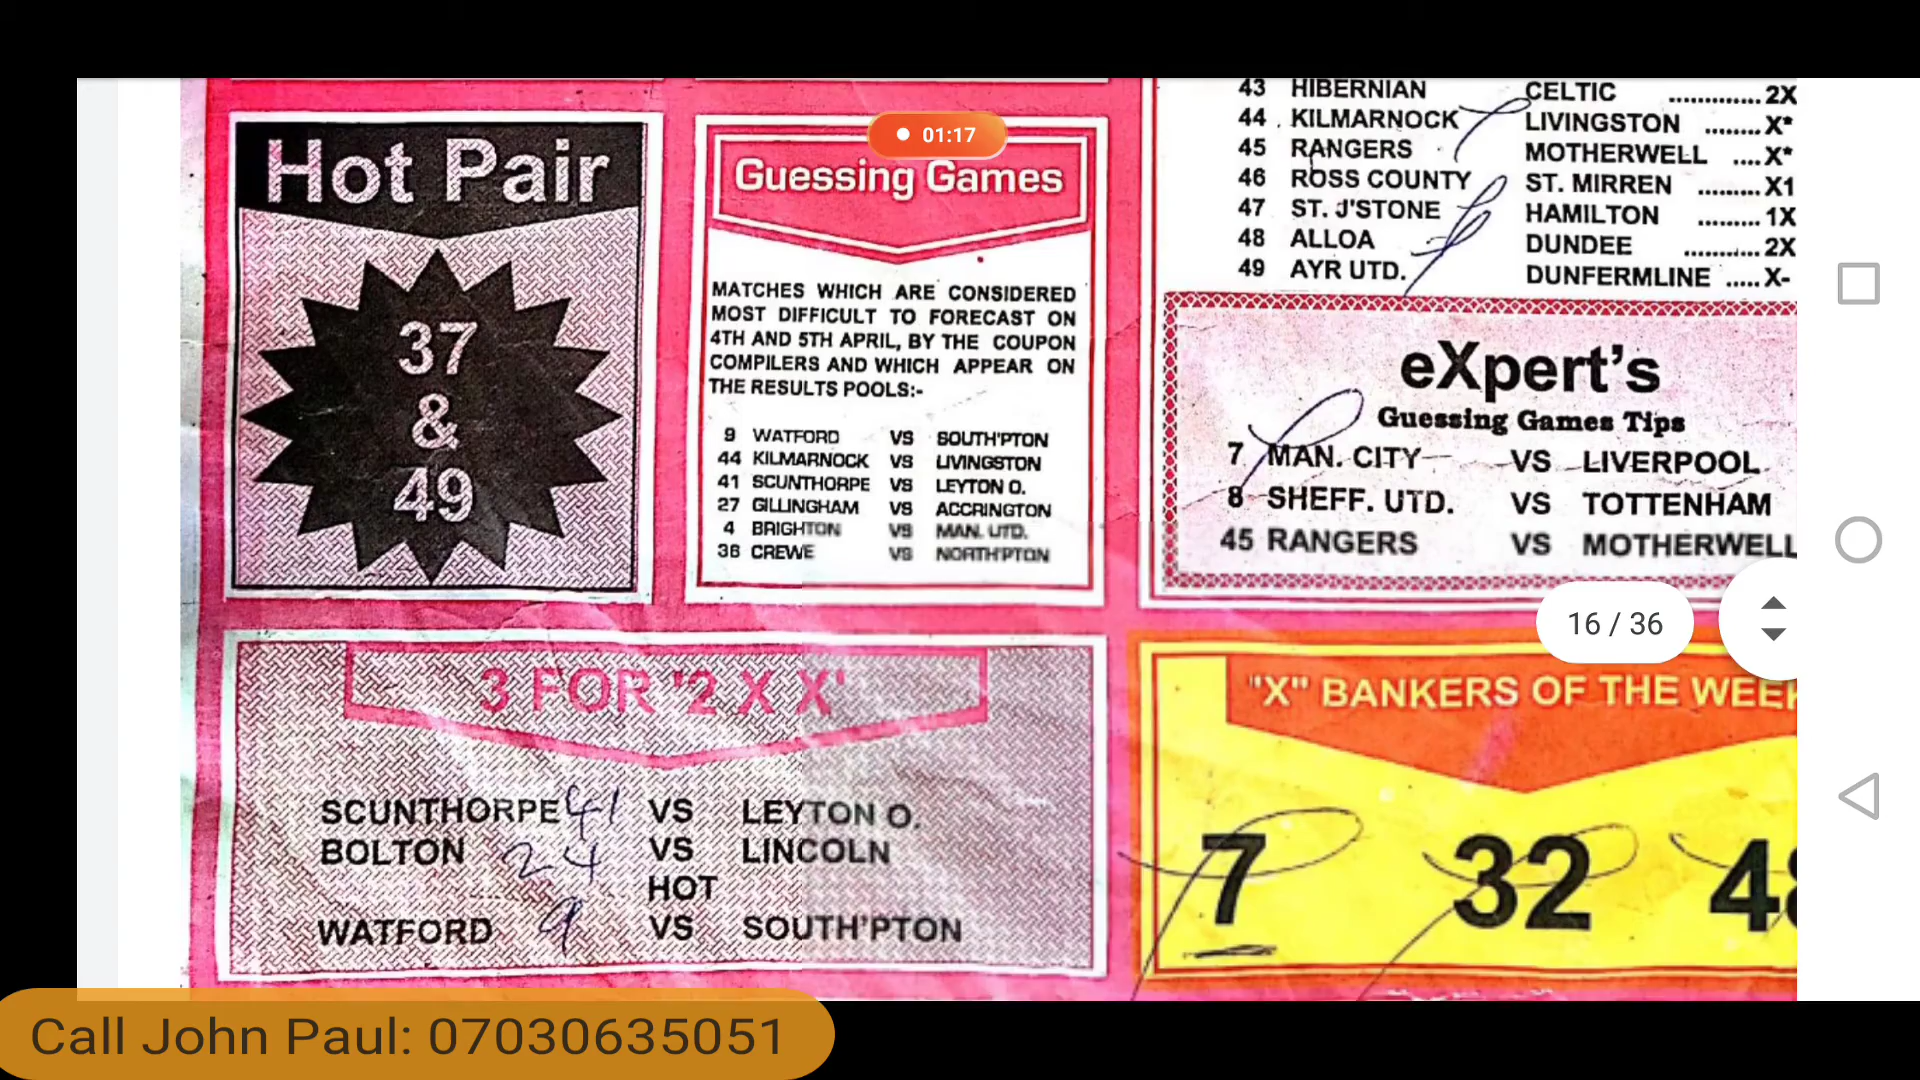 Hot Pair
37
&
49
01:17
Guessing Games
MATCHES WHICH ARE CONSIDERED
MOST DIFFICULT TO FORECAST ON
4TH AND 5TH APRIL, BY THE COUPON
COMPILERS AND WHICH APPEAR ON
THE RESULTS POOLS:-
9 WATFORD VS SOUTH'PTON
44 KILMARNOCK VS LIVINGSTON
41 SCUNTHORPE VS LEYTON O.
27 GILLINGHAM VS ACCRINGTON
4 BRIGHTON VS MAN. UTD.
38 CREWE VS NORTH'PTON
43 HIBERNIAN CELTIC ............ 2X
44 . KILMARNOCK LIVINGSTON ........ X*
45 RANGERS MOTHERWELL .... X*
46 ROSS COUNTY ST. MIRREN ......... X1
47 ST. J'STONE HAMILTON ......... 1X
48 ALLOA DUNDEE ........... 2X
49 AYR UTD. DUNFERMLINE ..... X-
eXpert's
Guessing Games Tips
7 MAN. CITY VS LIVERPOOL
8 SHEFF. UTD. VS TOTTENHAM
45 RANGERS VS MOTHERWELL
16 / 36
3 FOR '2 X X'
SCUNTHORPE 41 VS LEYTON O.
BOLTON 24 VS LINCOLN
HOT
WATFORD 9 VS SOUTH'PTON
"X" BANKERS OF THE WEEK
7 32 48
Call John Paul: 07030635051